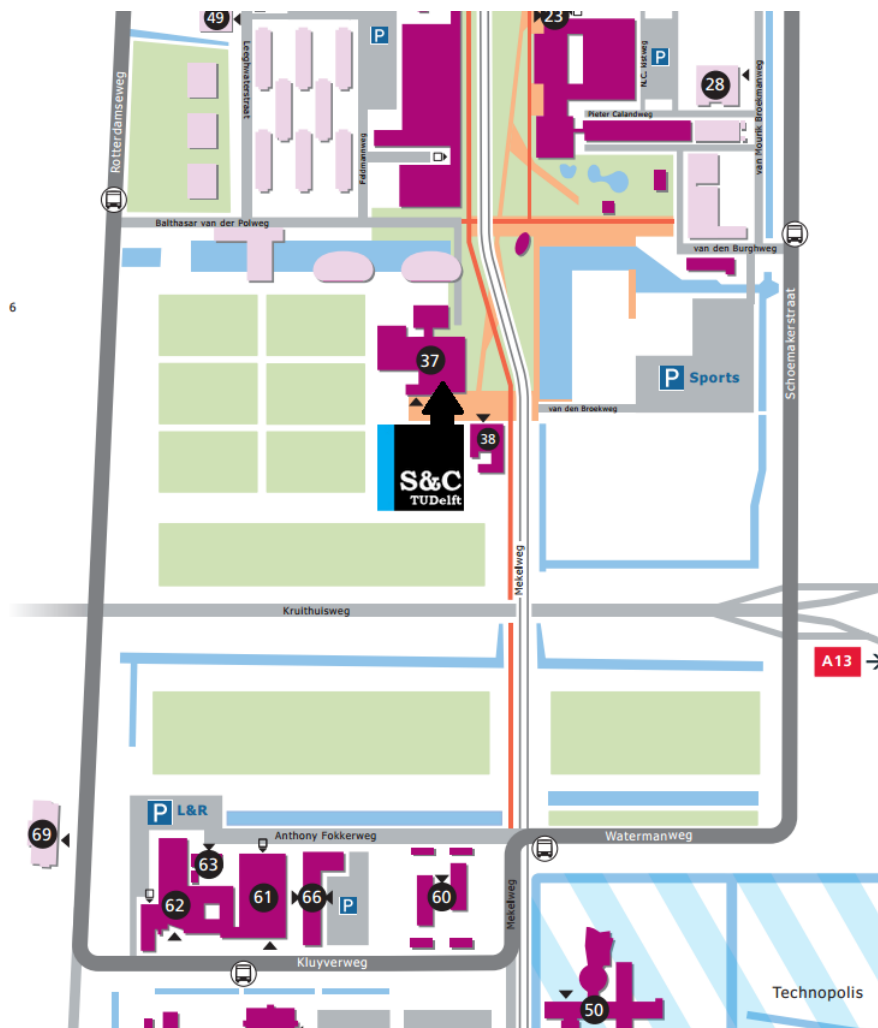 49
23
P
P
28
Leeghwaterstraat
N.C. kistweg
Pieter Calandweg
van Mourik Broekmanweg
Rotterdamseweg
Feldmannweg
Balthasar van der Polweg
van den Burghweg
6
37
P Sports
Schoemakerstraat
van den Broekweg
38
S&C
TUDelft
Mekelweg
Kruithuisweg
A13 →
P L&R
69
Anthony Fokkerweg
Watermanweg
63
62
61
66
P
60
Mekelweg
Kluyverweg
Technopolis
50